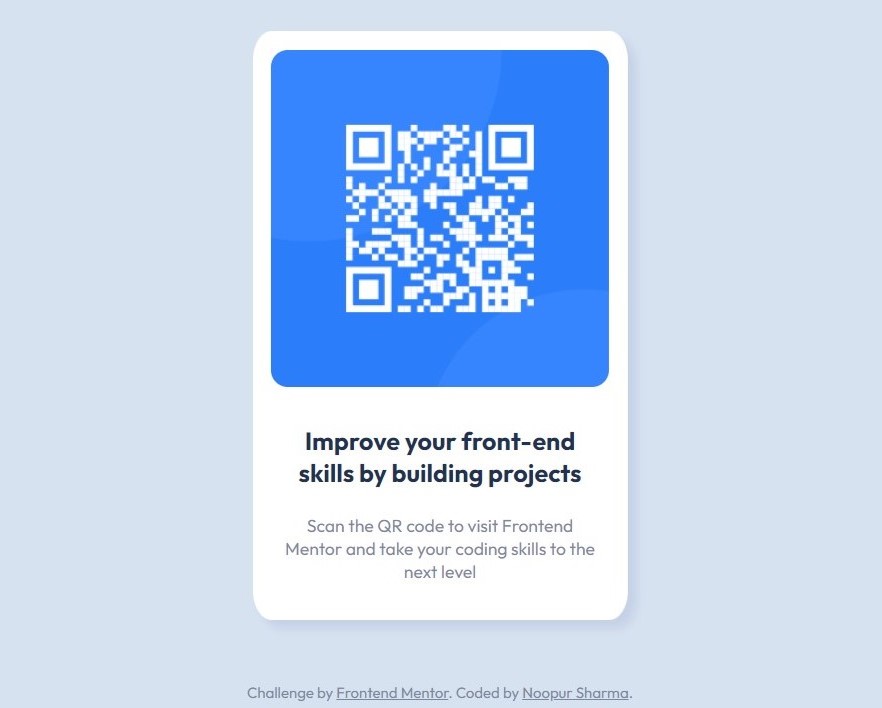 Improve your front-end
skills by building projects
Scan the QR code to visit Frontend
Mentor and take your coding skills to the
next level
Challenge by Frontend Mentor. Coded by Noopur Sharma.